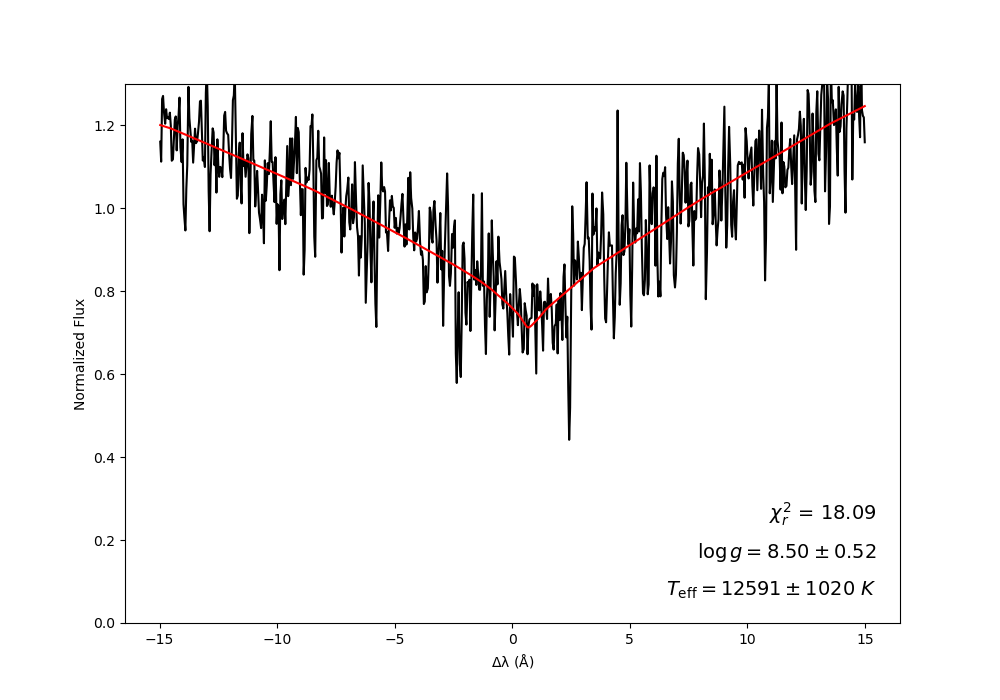 1.2
1.0
0.8
0.6
0.4
0.2
0.0
Normalized Flux
χ²ᵣ = 18.09
log g = 8.50 ± 0.52
T_eff = 12591 ± 1020 K
−15 −10 −5 0 5 10 15
Δλ (Å)